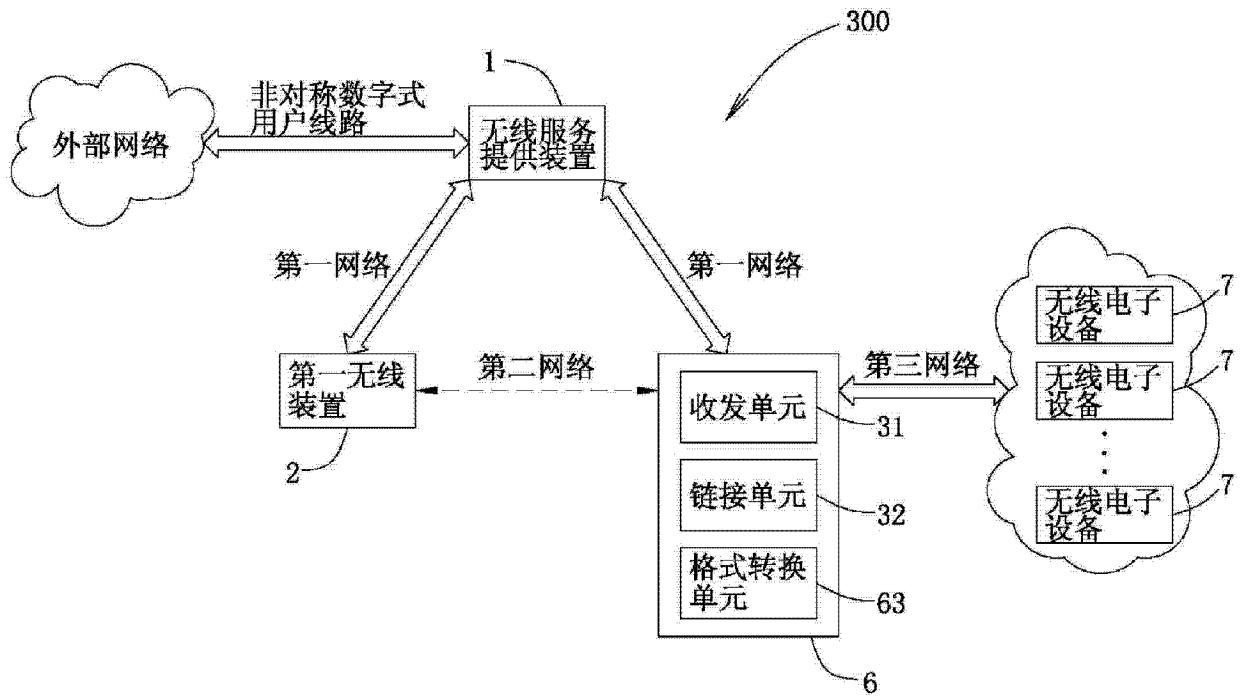 300
1
非对称数字式
用户线路
外部网络
无线服务
提供装置
第一网络
第一网络
第一无线
装置
2
第二网络
收发单元
31
链接单元
32
格式转换
单元
63
6
第三网络
无线电子
设备
7
无线电子
设备
7
无线电子
设备
7